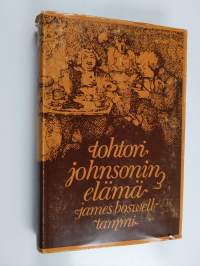 tohtori
johnsonin
elämä
james boswell
tammi